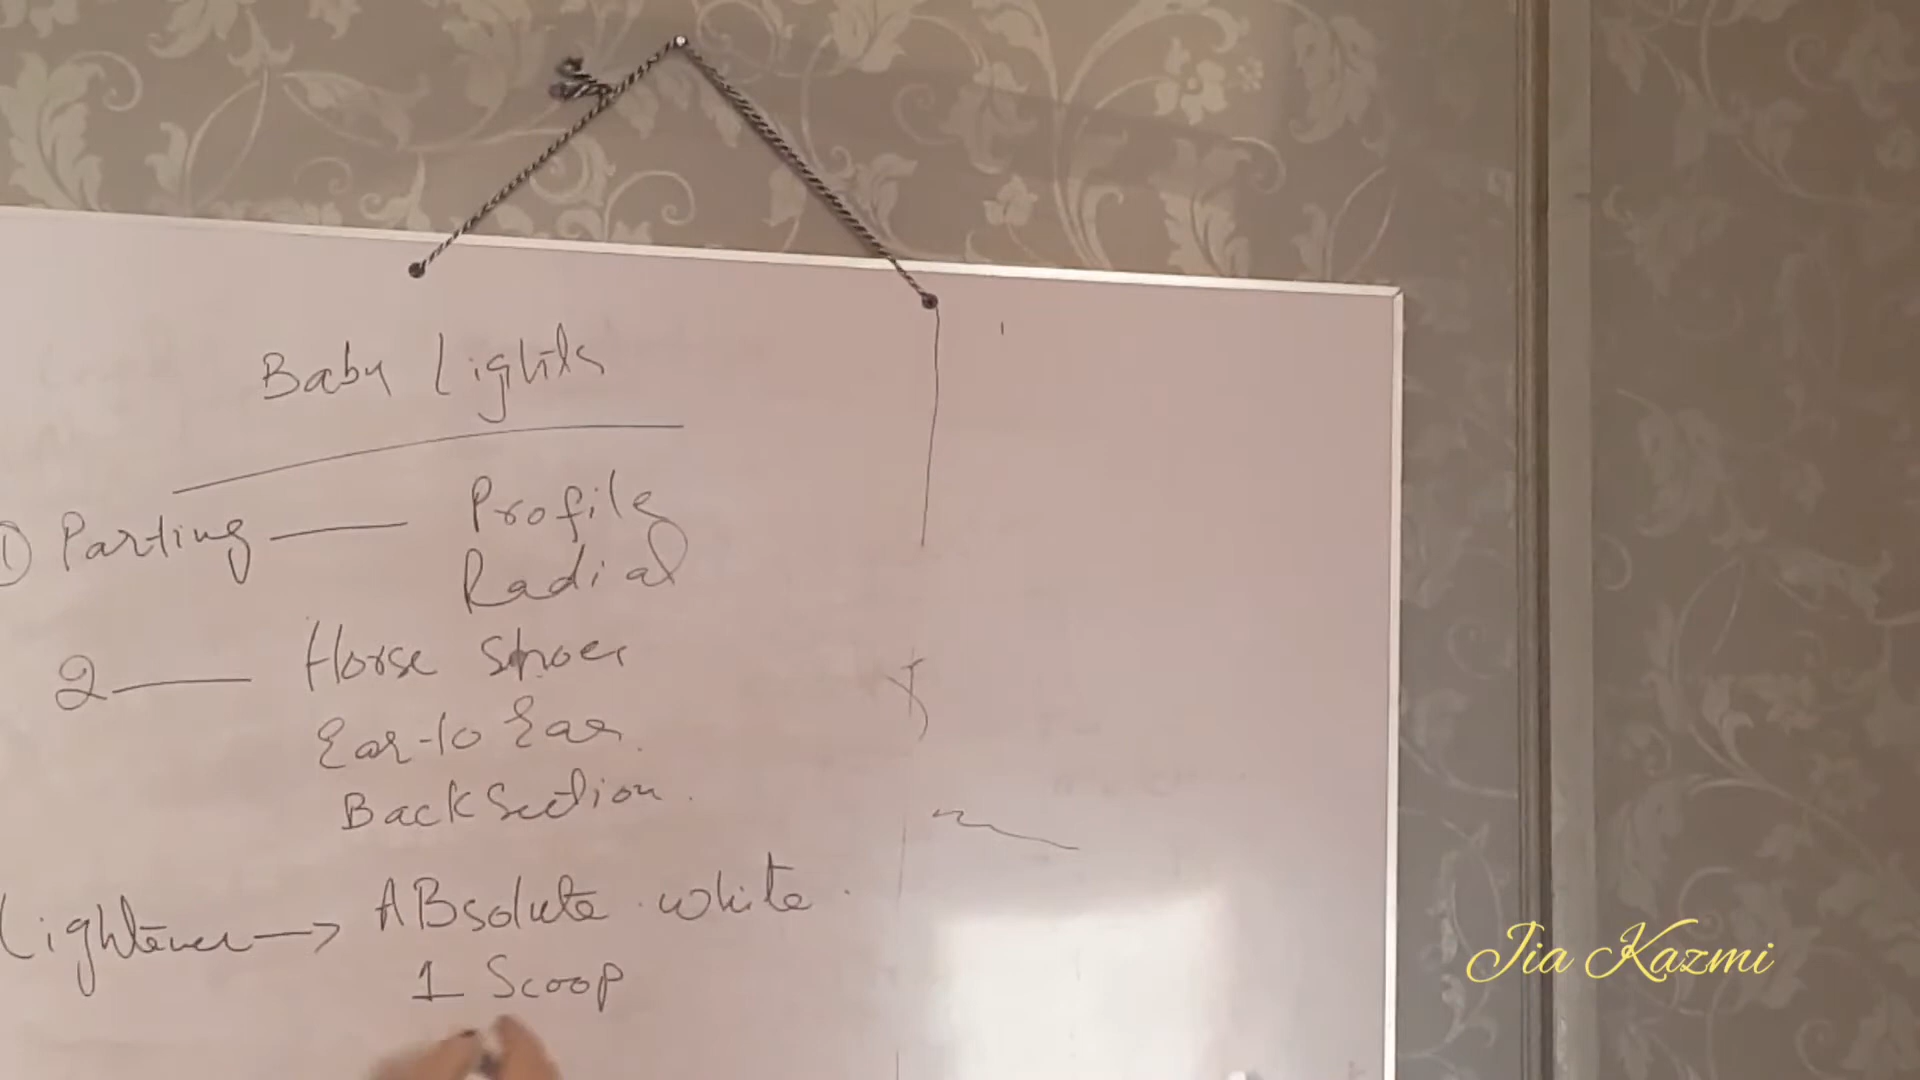 Baby Lights
① Parting — Profile
Radial
2 — Horse shoes
Ear-to Ear.
Back Section.
Lightener → ABsolute white.
1 Scoop
Jia Kazmi